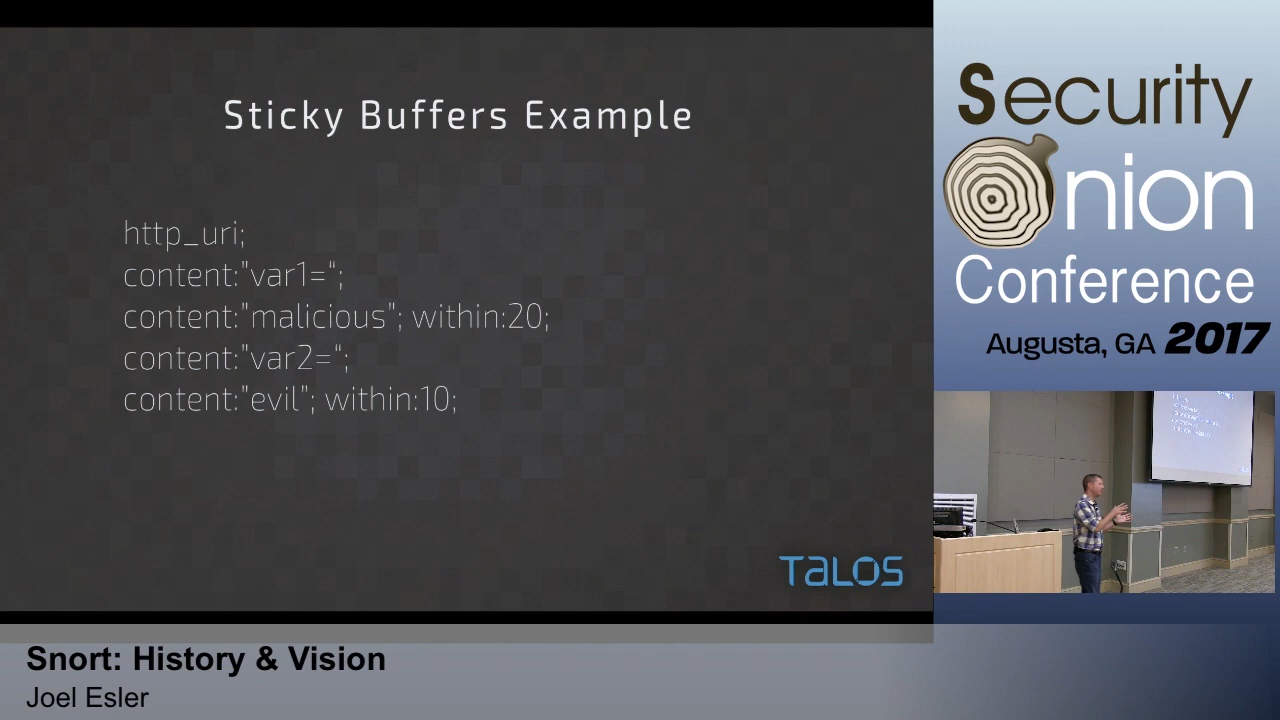 Sticky Buffers Example
http_uri;
content:”var1=“;
content:”malicious”; within:20;
content:”var2=“;
content:”evil”; within:10;
TALOS
Security
Onion
Conference
Augusta, GA 2017
Snort: History & Vision
Joel Esler